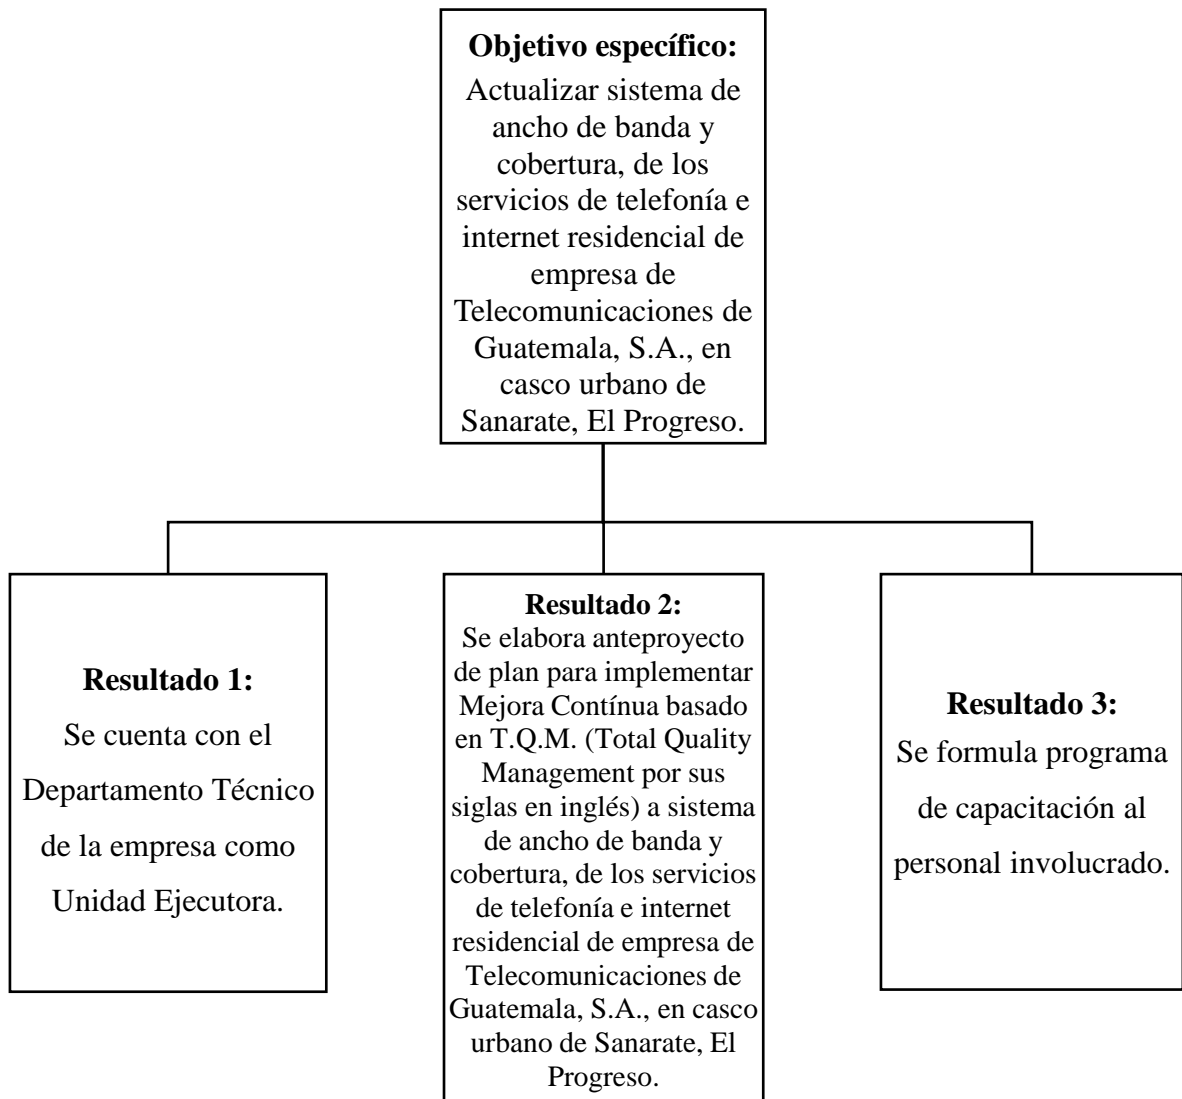 Objetivo específico:
Actualizar sistema de
ancho de banda y
cobertura, de los
servicios de telefonía e
internet residencial de
empresa de
Telecomunicaciones de
Guatemala, S.A., en
casco urbano de
Sanarate, El Progreso.
Resultado 1:
Se cuenta con el
Departamento Técnico
de la empresa como
Unidad Ejecutora.
Resultado 2:
Se elabora anteproyecto
de plan para implementar
Mejora Contínua basado
en T.Q.M. (Total Quality
Management por sus
siglas en inglés) a sistema
de ancho de banda y
cobertura, de los servicios
de telefonía e internet
residencial de empresa de
Telecomunicaciones de
Guatemala, S.A., en casco
urbano de Sanarate, El
Progreso.
Resultado 3:
Se formula programa
de capacitación al
personal involucrado.